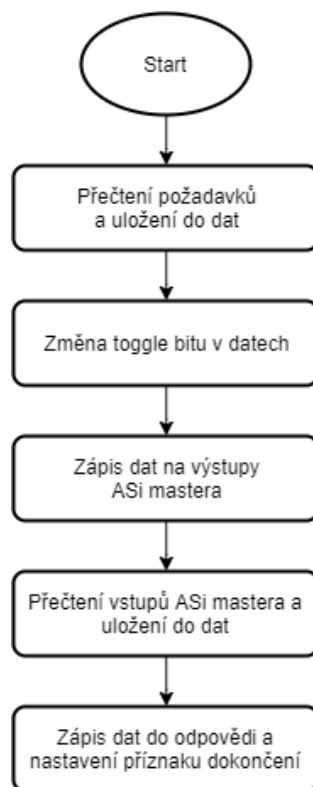 Start
Přečtení požadavků
a uložení do dat
Změna toggle bitu v datech
Zápis dat na výstupy
ASi mastera
Přečtení vstupů ASi mastera a
uložení do dat
Zápis dat do odpovědi a
nastavení příznaku dokončení